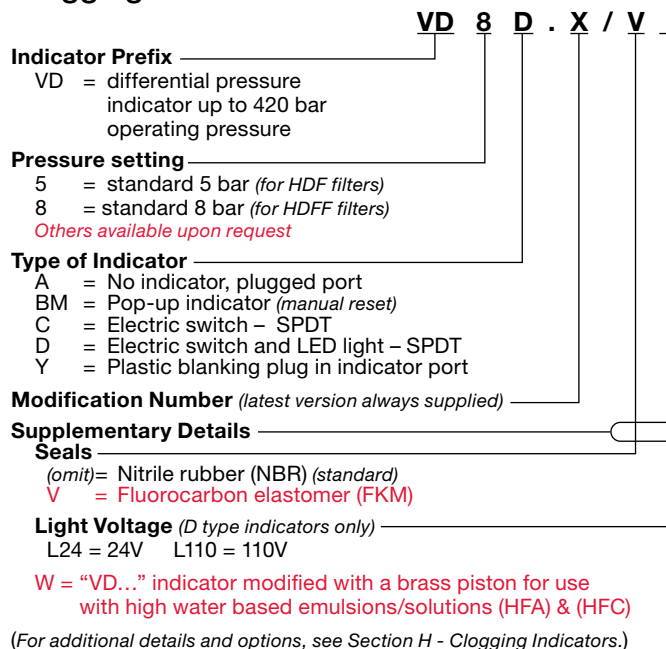 VD 8 D . X / V _
Indicator Prefix
VD = differential pressure
indicator up to 420 bar
operating pressure
Pressure setting
5 = standard 5 bar (for HDF filters)
8 = standard 8 bar (for HDFF filters)
Others available upon request
Type of Indicator
A = No indicator, plugged port
BM = Pop-up indicator (manual reset)
C = Electric switch – SPDT
D = Electric switch and LED light – SPDT
Y = Plastic blanking plug in indicator port
Modification Number (latest version always supplied)
Supplementary Details
Seals
(omit)= Nitrile rubber (NBR) (standard)
V = Fluorocarbon elastomer (FKM)
Light Voltage (D type indicators only)
L24 = 24V L110 = 110V
W = “VD…” indicator modified with a brass piston for use
with high water based emulsions/solutions (HFA) & (HFC)
(For additional details and options, see Section H - Clogging Indicators.)